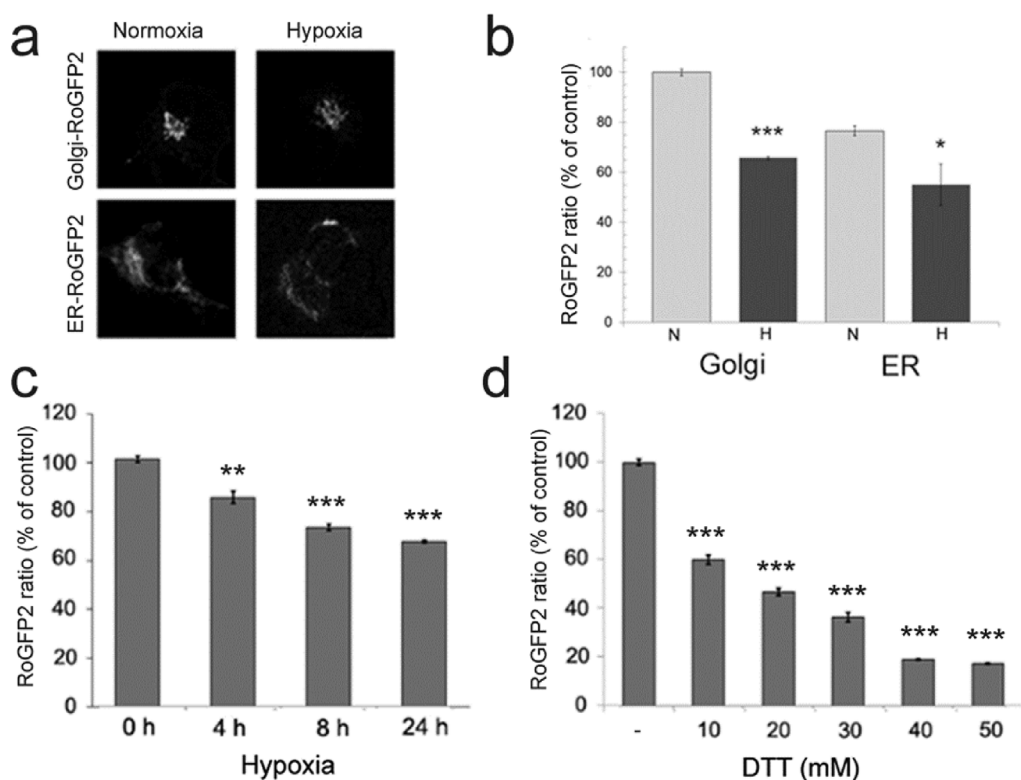 a
Normoxia Hypoxia
Golgi-RoGFP2
ER-RoGFP2
b
RoGFP2 ratio (% of control)
100
80
60
40
20
0
***
*
N H N H
Golgi ER
c
RoGFP2 ratio (% of control)
120
100
80
60
40
20
0
**
***
***
0 h 4 h 8 h 24 h
Hypoxia
d
RoGFP2 ratio (% of control)
120
100
80
60
40
20
0
***
***
***
***
***
- 10 20 30 40 50
DTT (mM)